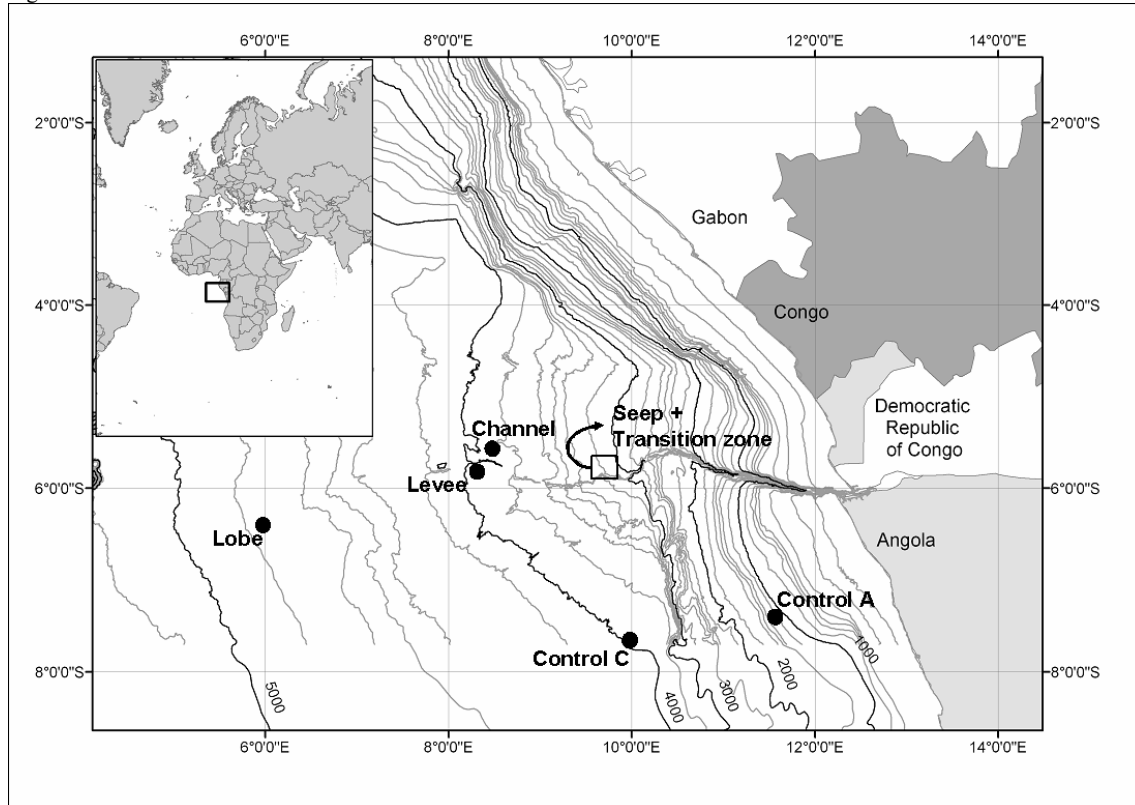 6°0'0"E 8°0'0"E 10°0'0"E 12°0'0"E 14°0'0"E
2°0'0"S 2°0'0"S
Gabon
4°0'0"S 4°0'0"S
Congo
Seep +
Transition zone
Democratic
Republic
of Congo
Channel
Levee
6°0'0"S 6°0'0"S
Lobe
Angola
Control A
Control C
8°0'0"S 8°0'0"S
5000
4000
3000
2000
1000
6°0'0"E 8°0'0"E 10°0'0"E 12°0'0"E 14°0'0"E